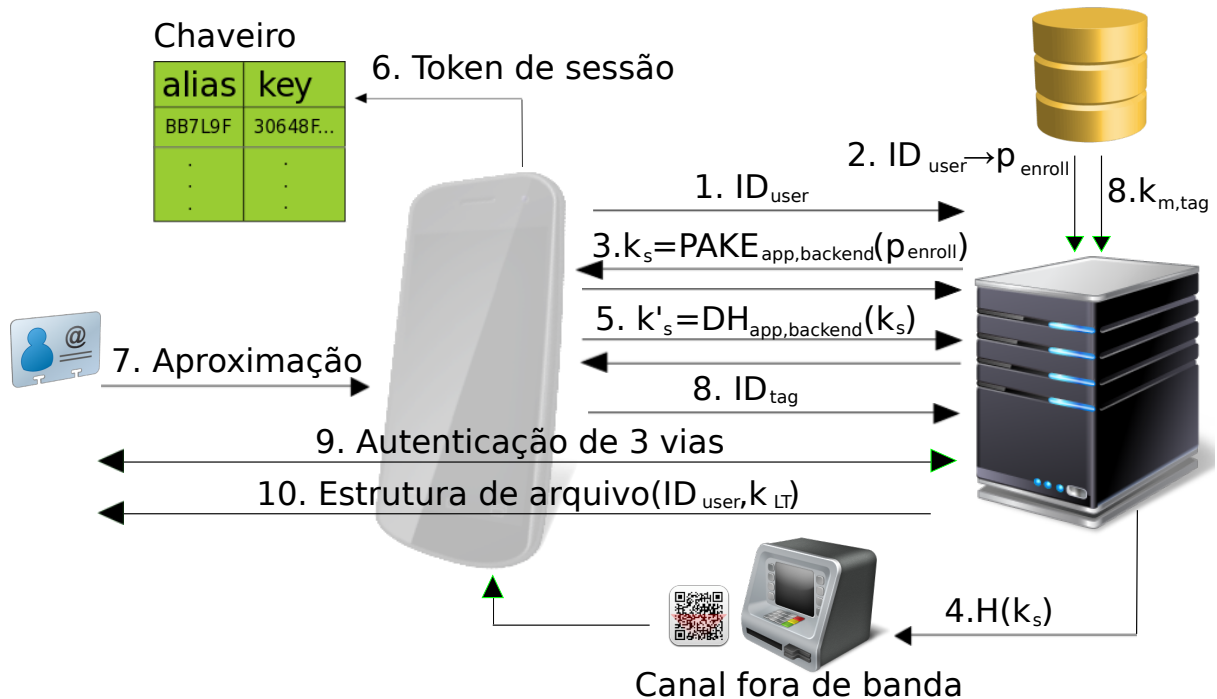 Chaveiro
alias key
BB7L9F 30648F...
6. Token de sessão
2. ID user→p enroll
8.k m,tag
1. ID user
3.k s=PAKE app,backend(p enroll)
@
5. k's=DH app,backend(k s)
7. Aproximação
8. ID tag
9. Autenticação de 3 vias
10. Estrutura de arquivo(ID user,k LT)
4.H(k s)
Canal fora de banda